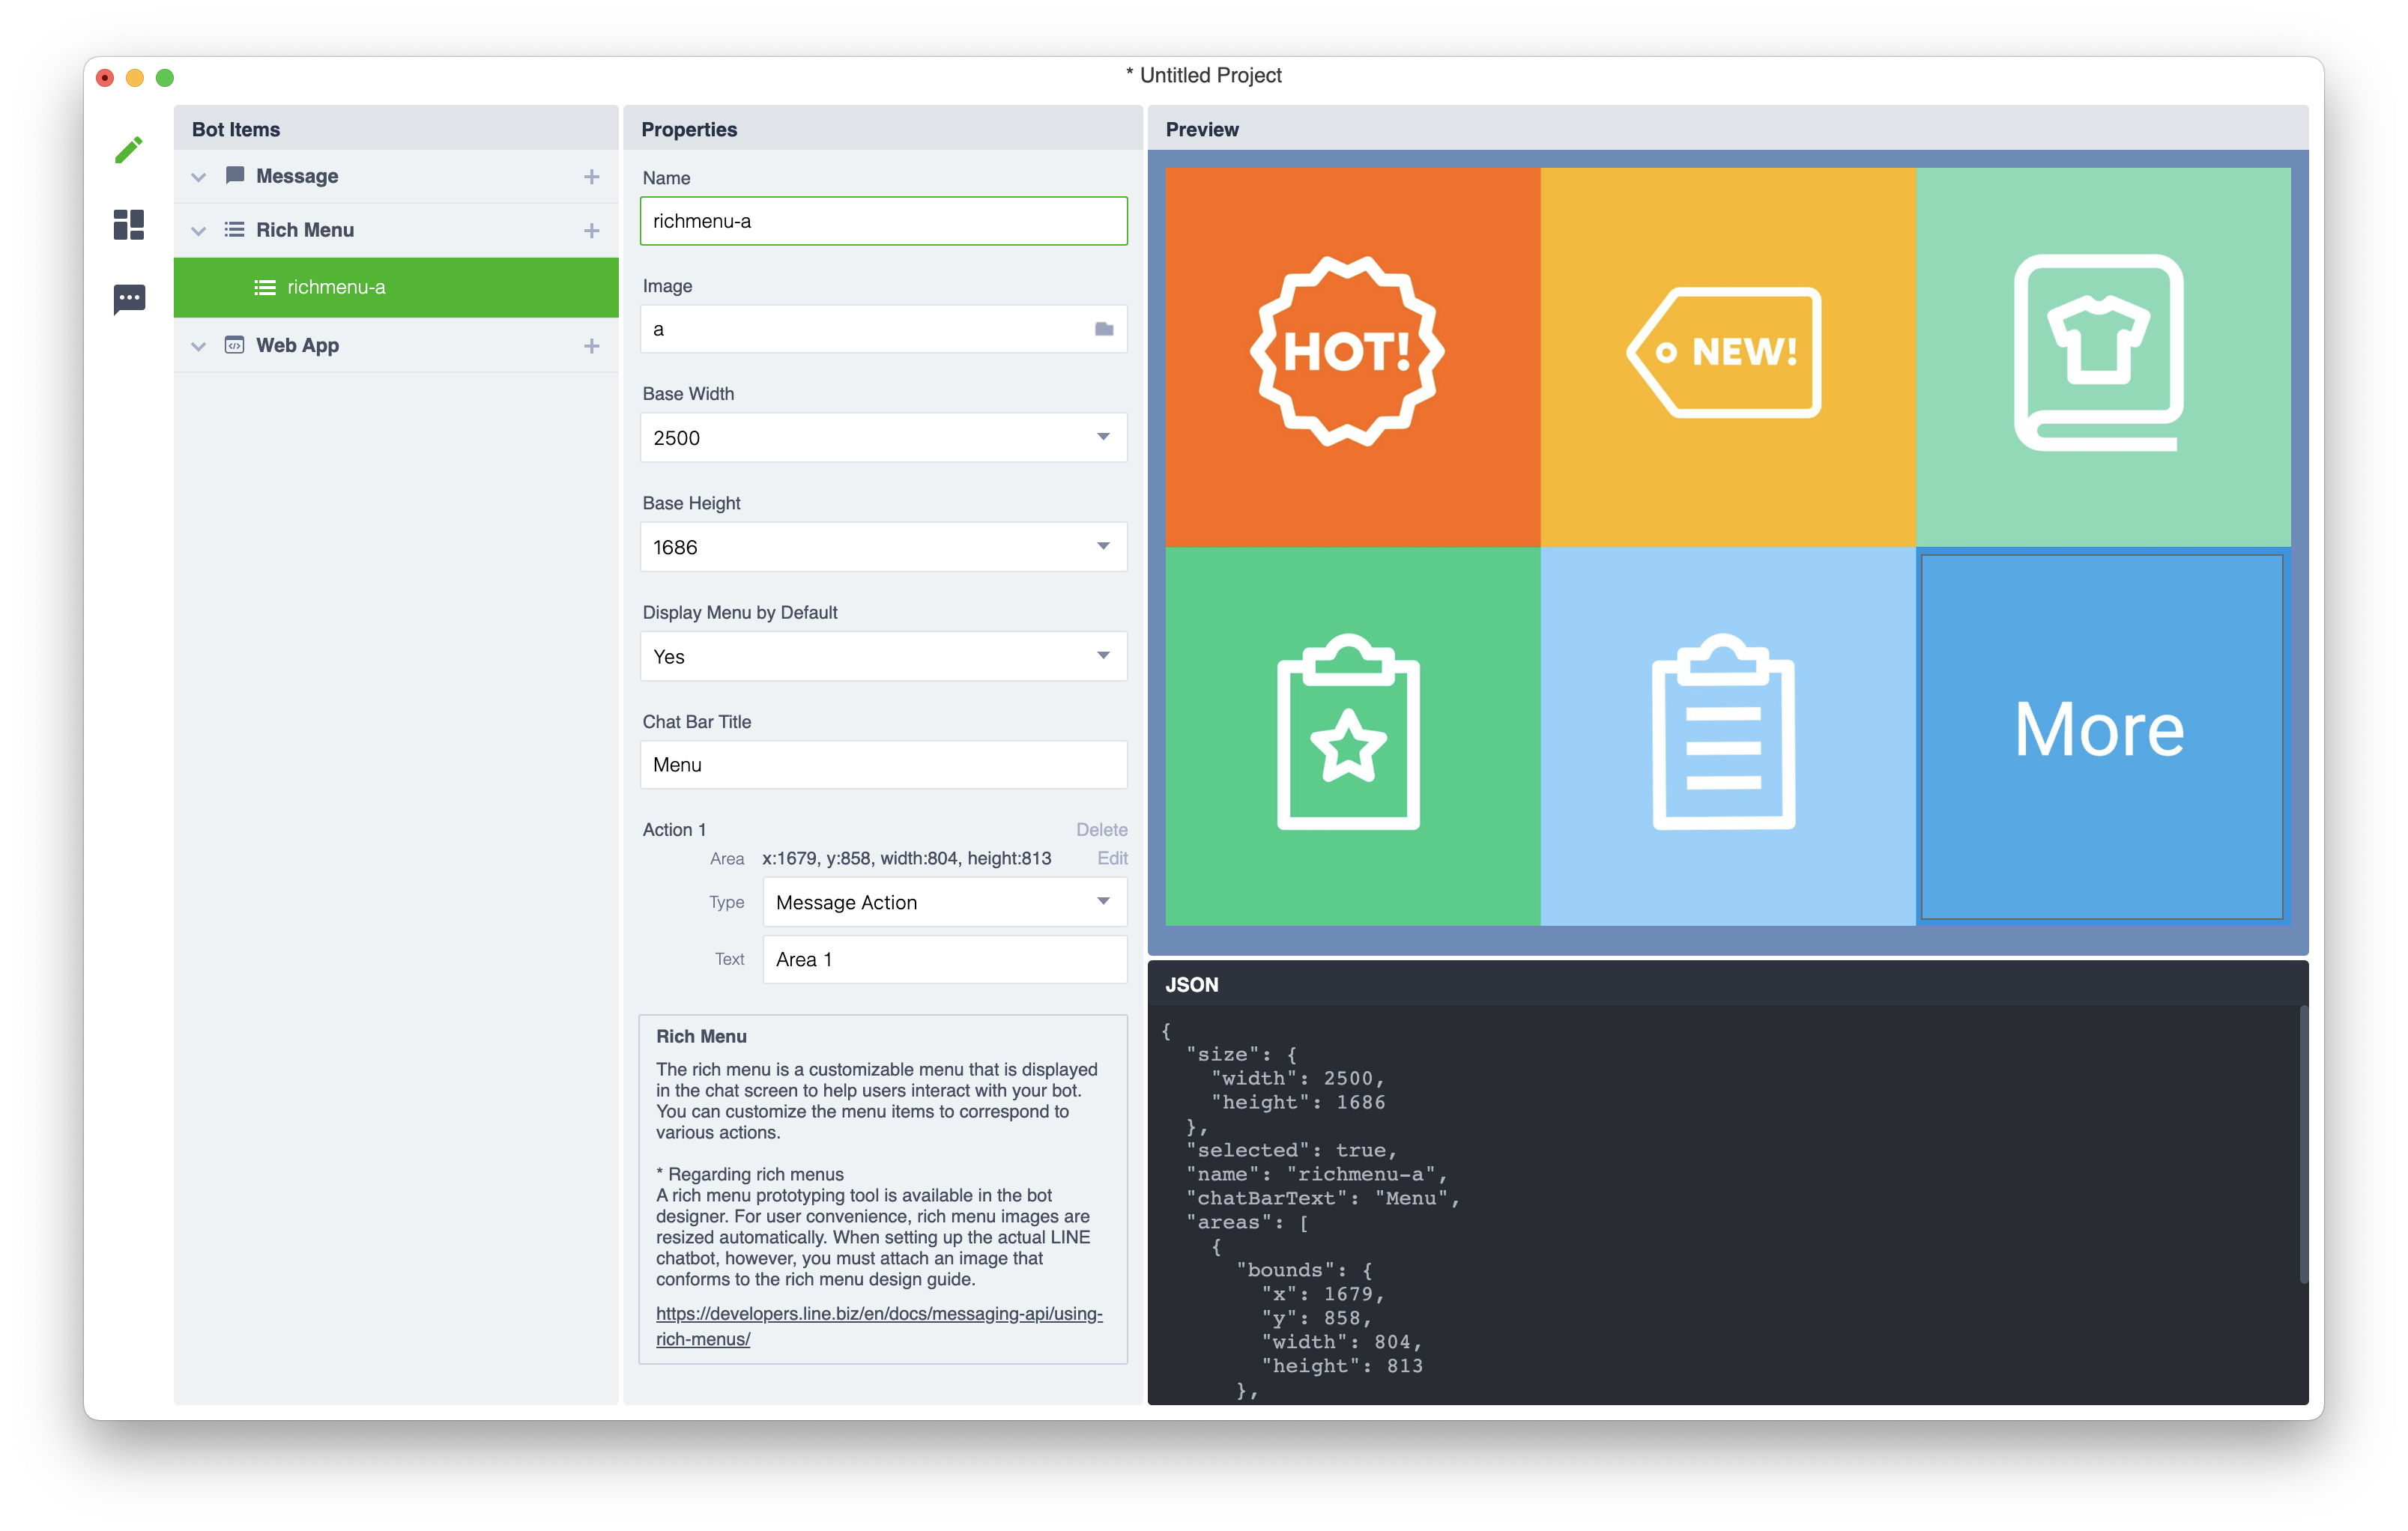 * Untitled Project
Bot Items
Message
Rich Menu
richmenu-a
Web App
Properties
Name
richmenu-a
Image
a
Base Width
2500
Base Height
1686
Display Menu by Default
Yes
Chat Bar Title
Menu
Action 1 Delete
Area x:1679, y:858, width:804, height:813 Edit
Type Message Action
Text Area 1
Rich Menu
The rich menu is a customizable menu that is displayed
in the chat screen to help users interact with your bot.
You can customize the menu items to correspond to
various actions.
* Regarding rich menus
A rich menu prototyping tool is available in the bot
designer. For user convenience, rich menu images are
resized automatically. When setting up the actual LINE
chatbot, however, you must attach an image that
conforms to the rich menu design guide.
https://developers.line.biz/en/docs/messaging-api/using-
rich-menus/
Preview
HOT!
NEW!
More
JSON
{
"size": {
"width": 2500,
"height": 1686
},
"selected": true,
"name": "richmenu-a",
"chatBarText": "Menu",
"areas": [
{
"bounds": {
"x": 1679,
"y": 858,
"width": 804,
"height": 813
},